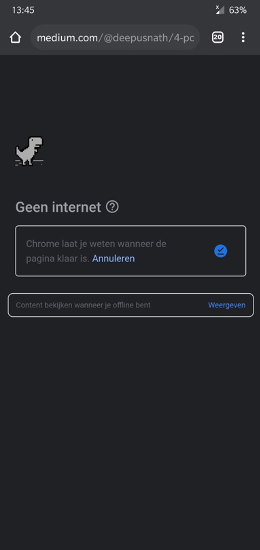 13:45
63%
medium.com/@deepusnath/4-pc
20
Geen internet
Chrome laat je weten wanneer de
pagina klaar is. Annuleren
Content bekijken wanneer je offline bent
Weergeven